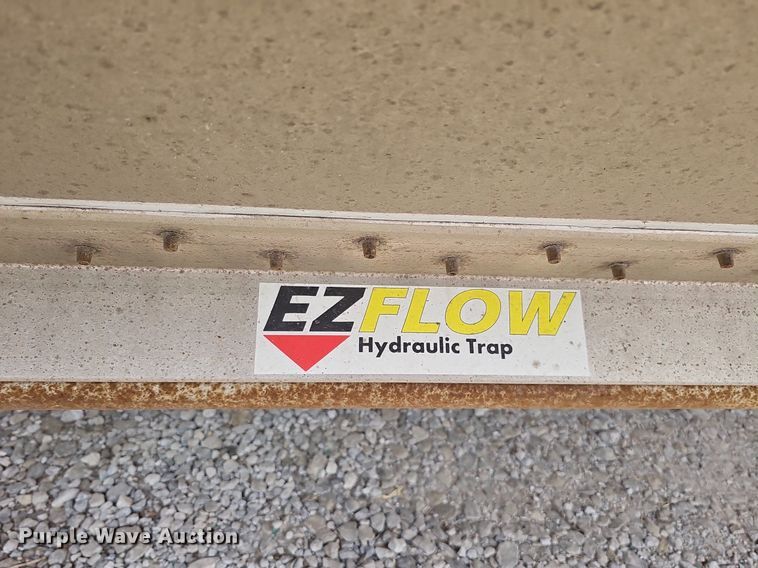 EZFLOW
Hydraulic Trap
Purple Wave Auction